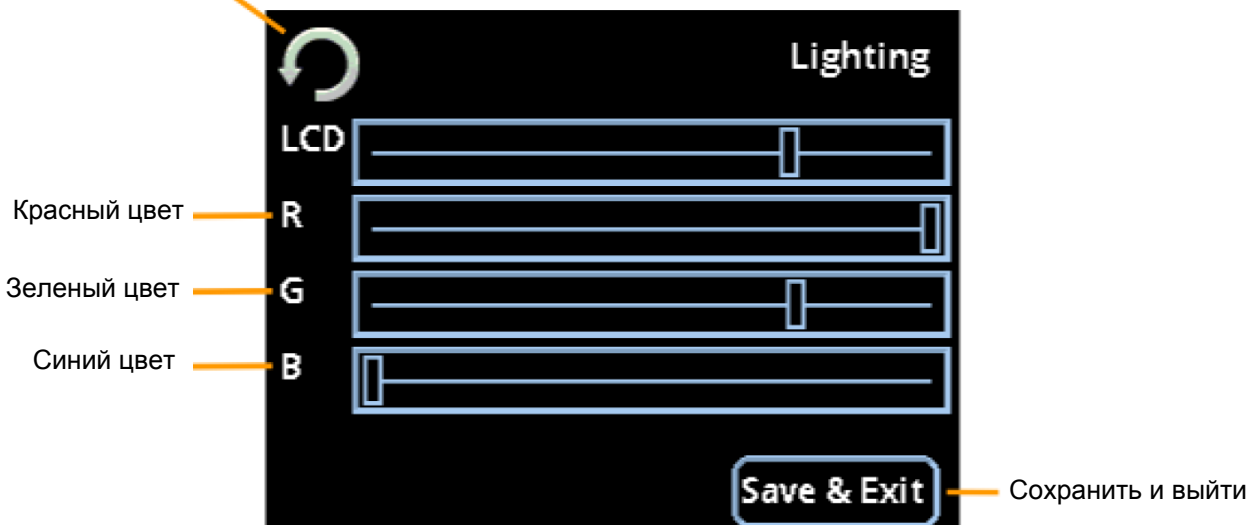 Lighting
LCD
Красный цвет R
Зеленый цвет G
Синий цвет B
Save & Exit Сохранить и выйти